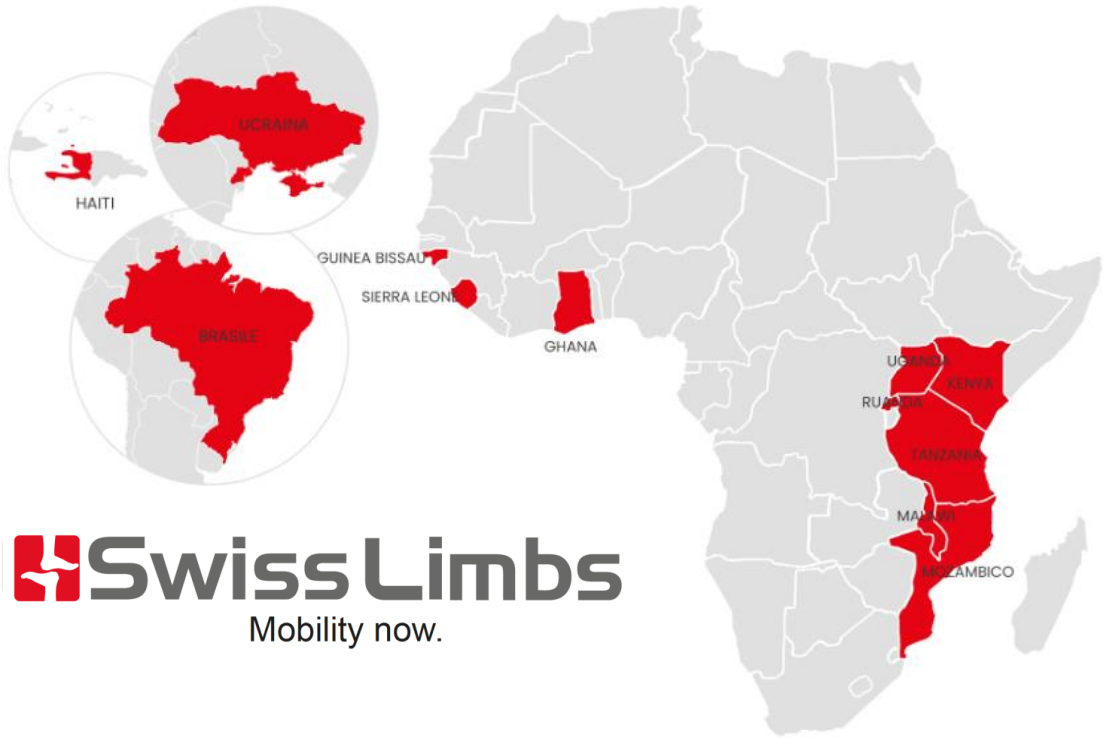 UCRAINA
HAITI
BRASILE
GUINEA BISSAU
SIERRA LEONE
GHANA
UGANDA
KENYA
RUANDA
TANZANIA
MALAWI
MOZAMBICO
Swiss Limbs
Mobility now.